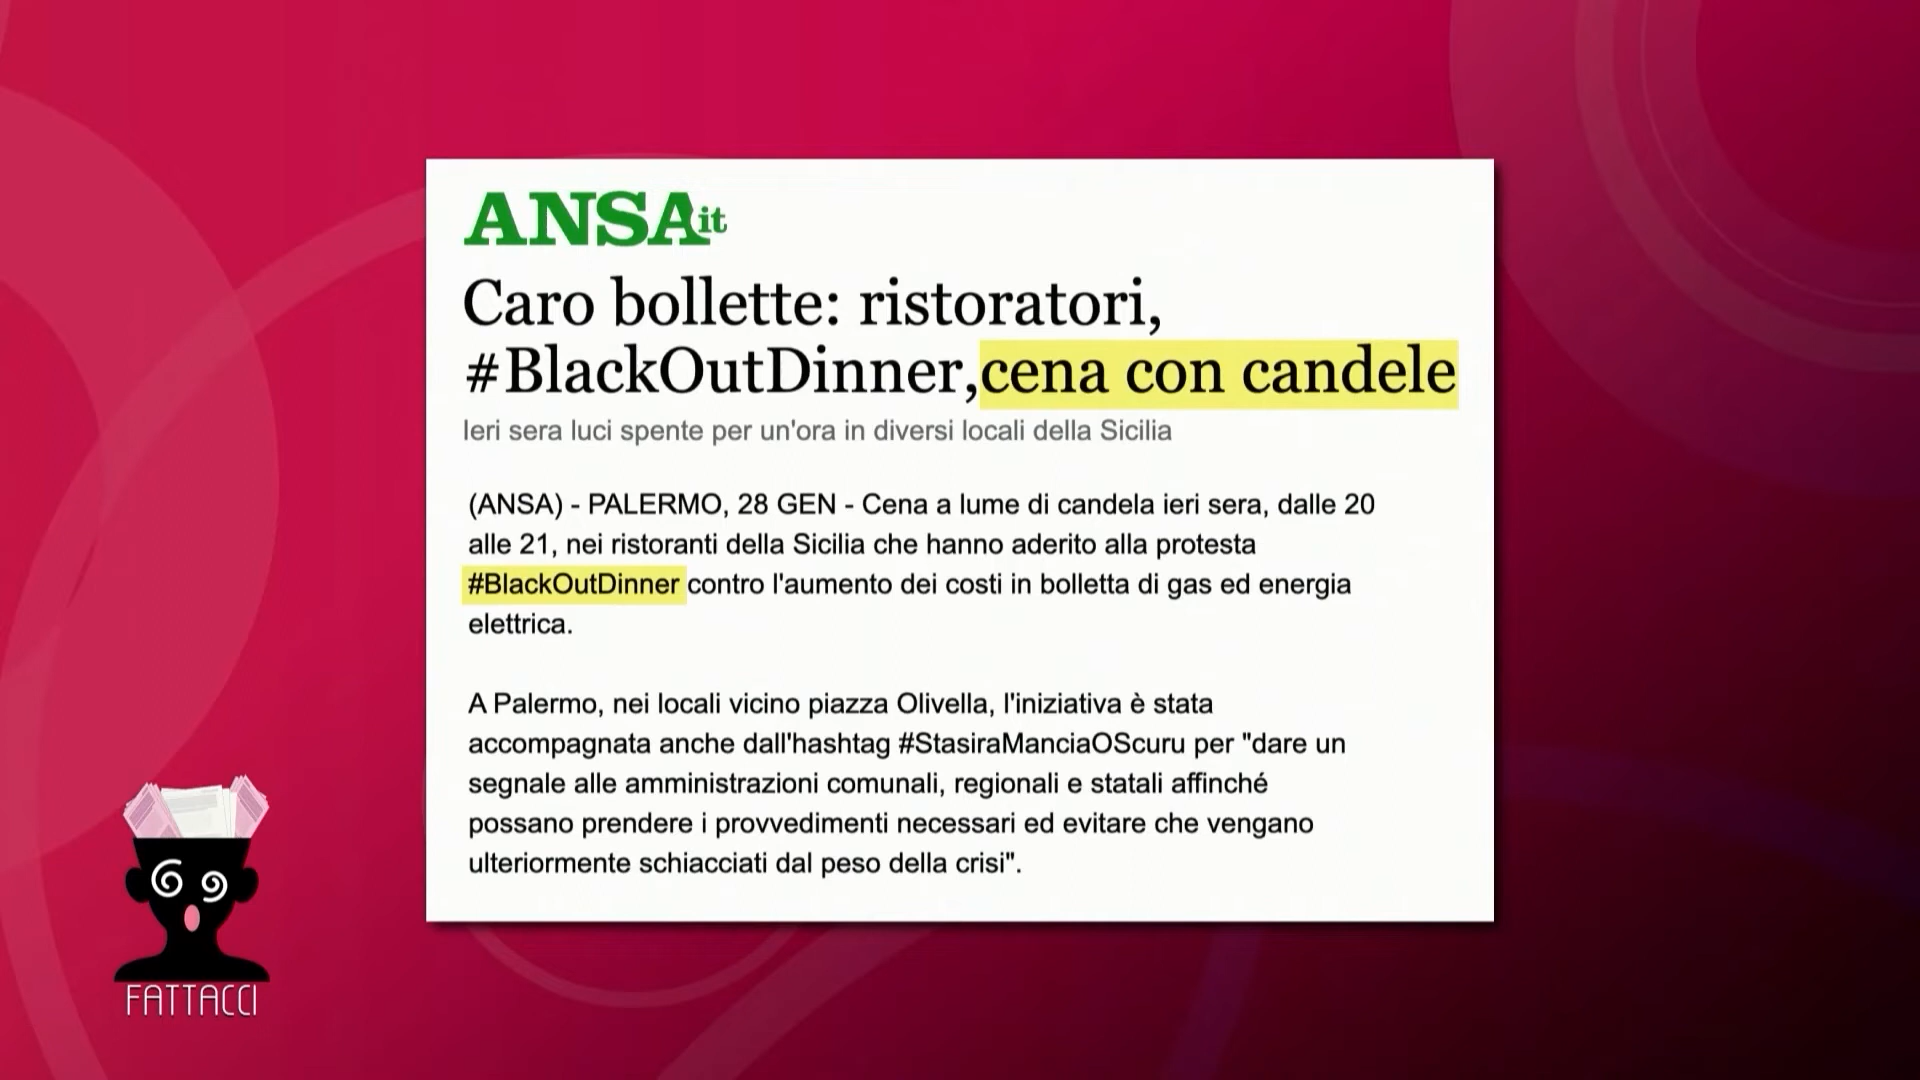 ANSAit
Caro bollette: ristoratori,
#BlackOutDinner,cena con candele
Ieri sera luci spente per un'ora in diversi locali della Sicilia
(ANSA) - PALERMO, 28 GEN - Cena a lume di candela ieri sera, dalle 20
alle 21, nei ristoranti della Sicilia che hanno aderito alla protesta
#BlackOutDinner contro l'aumento dei costi in bolletta di gas ed energia
elettrica.
A Palermo, nei locali vicino piazza Olivella, l'iniziativa è stata
accompagnata anche dall'hashtag #StasiraManciaOScuru per "dare un
segnale alle amministrazioni comunali, regionali e statali affinché
possano prendere i provvedimenti necessari ed evitare che vengano
ulteriormente schiacciati dal peso della crisi".
FATTACCI